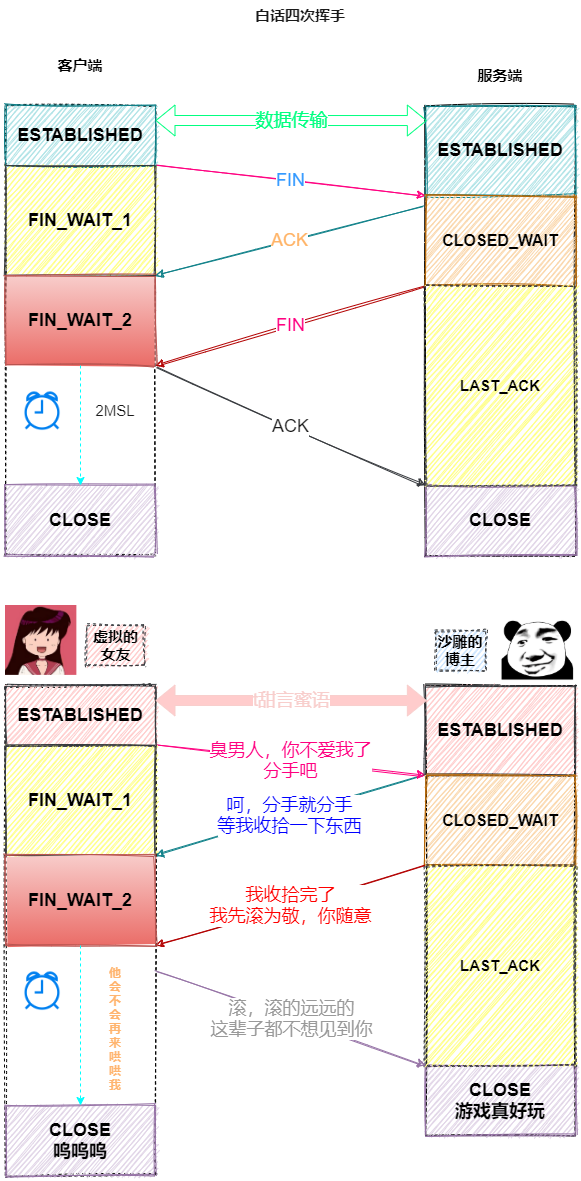 白话四次挥手
客户端
服务端
ESTABLISHED
数据传输
ESTABLISHED
FIN
FIN_WAIT_1
ACK
CLOSED_WAIT
FIN_WAIT_2
FIN
LAST_ACK
2MSL
ACK
CLOSE
CLOSE
虚拟的
女友
沙雕的
博主
ESTABLISHED
甜言蜜语
ESTABLISHED
臭男人，你不爱我了
分手吧
FIN_WAIT_1
呵，分手就分手
等我收拾一下东西
CLOSED_WAIT
FIN_WAIT_2
我收拾完了
我先滚为敬，你随意
LAST_ACK
他会不会再来哄哄我
滚，滚的远远的
这辈子都不想见到你
CLOSE
游戏真好玩
CLOSE
呜呜呜